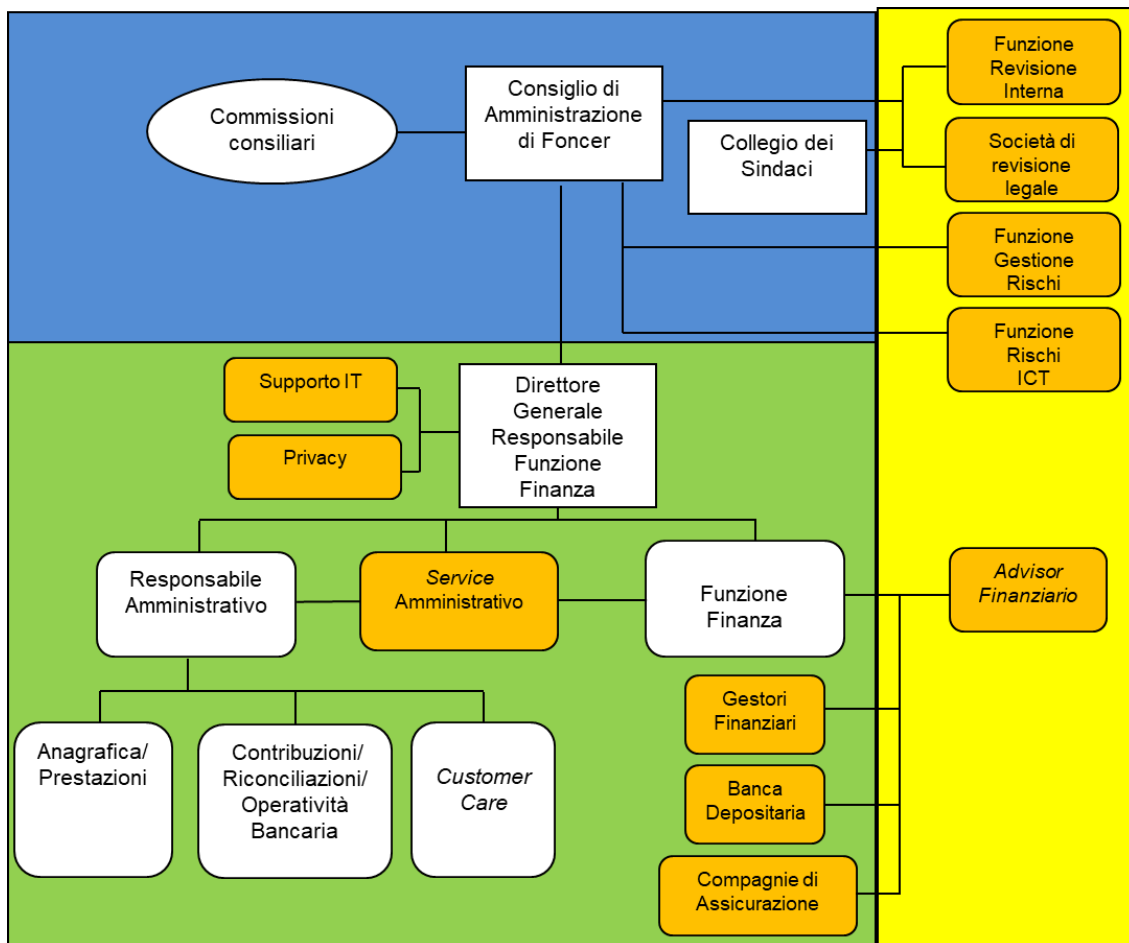 Commissioni
consiliari
Consiglio di
Amministrazione
di Foncer
Collegio dei
Sindaci
Funzione
Revisione
Interna
Società di
revisione
legale
Funzione
Gestione
Rischi
Funzione
Rischi
ICT
Supporto IT
Privacy
Direttore
Generale
Responsabile
Funzione
Finanza
Responsabile
Amministrativo
Service
Amministrativo
Funzione
Finanza
Advisor
Finanziario
Anagrafica/
Prestazioni
Contribuzioni/
Riconciliazioni/
Operatività
Bancaria
Customer
Care
Gestori
Finanziari
Banca
Depositaria
Compagnie di
Assicurazione